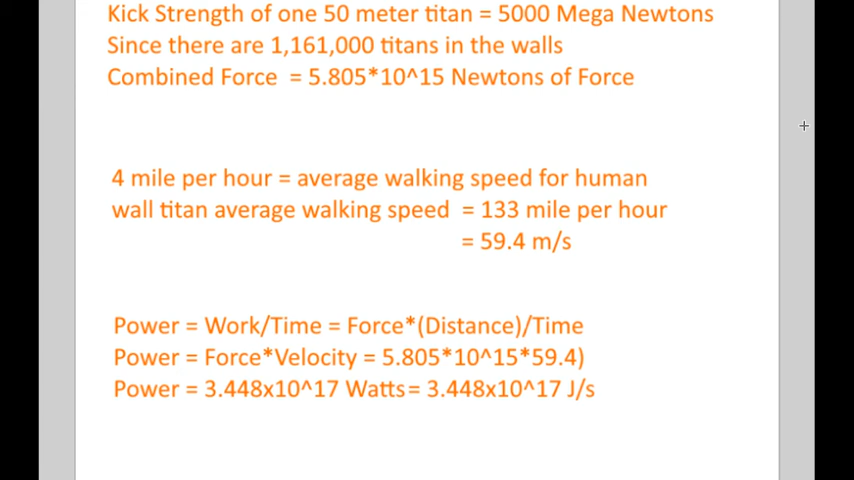 Kick Strength of one 50 meter titan = 5000 Mega Newtons
Since there are 1,161,000 titans in the walls
Combined Force = 5.805*10^15 Newtons of Force
4 mile per hour = average walking speed for human
wall titan average walking speed = 133 mile per hour
= 59.4 m/s
Power = Work/Time = Force*(Distance)/Time
Power = Force*Velocity = 5.805*10^15*59.4)
Power = 3.448x10^17 Watts= 3.448x10^17 J/s